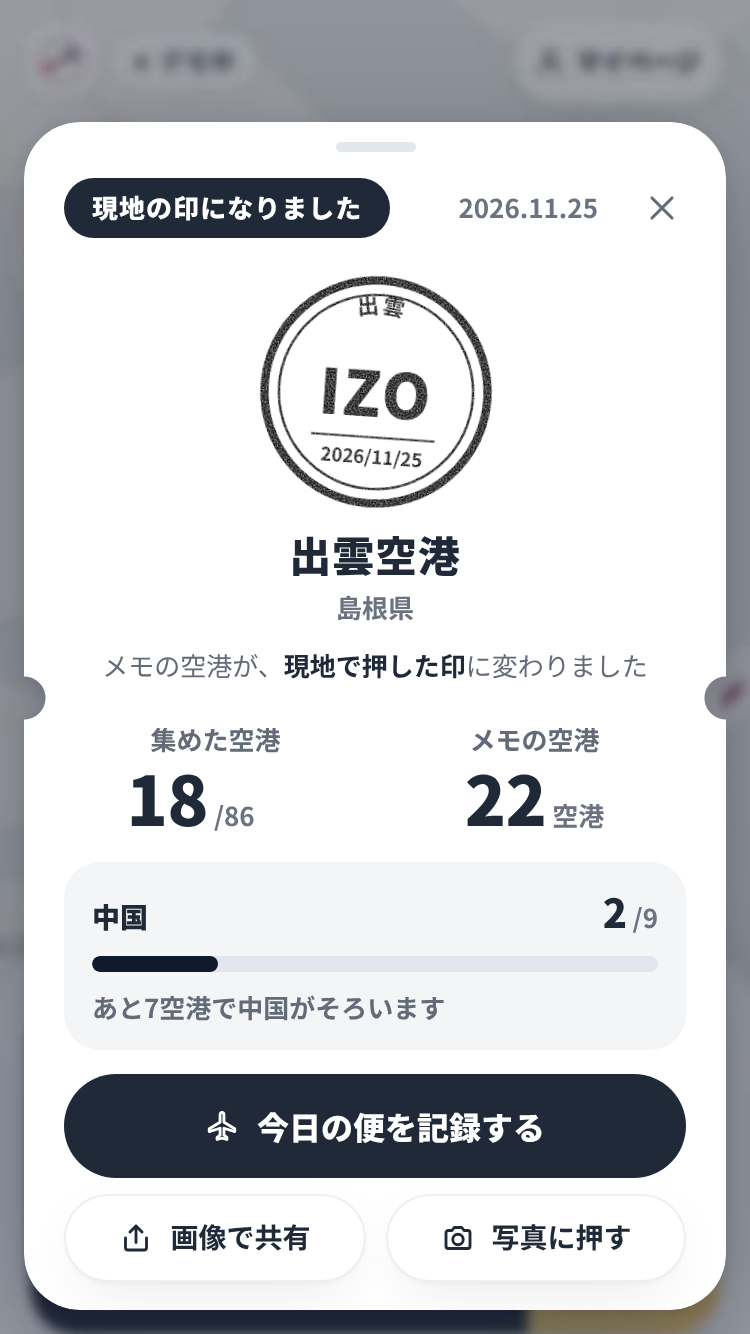 現地の印になりました
2026.11.25
出雲
IZO
2026/11/25
出雲空港
島根県
メモの空港が、現地で押した印に変わりました
集めた空港
メモの空港
18 /86
22 空港
中国
2 /9
あと7空港で中国がそろいます
今日の便を記録する
画像で共有
写真に押す